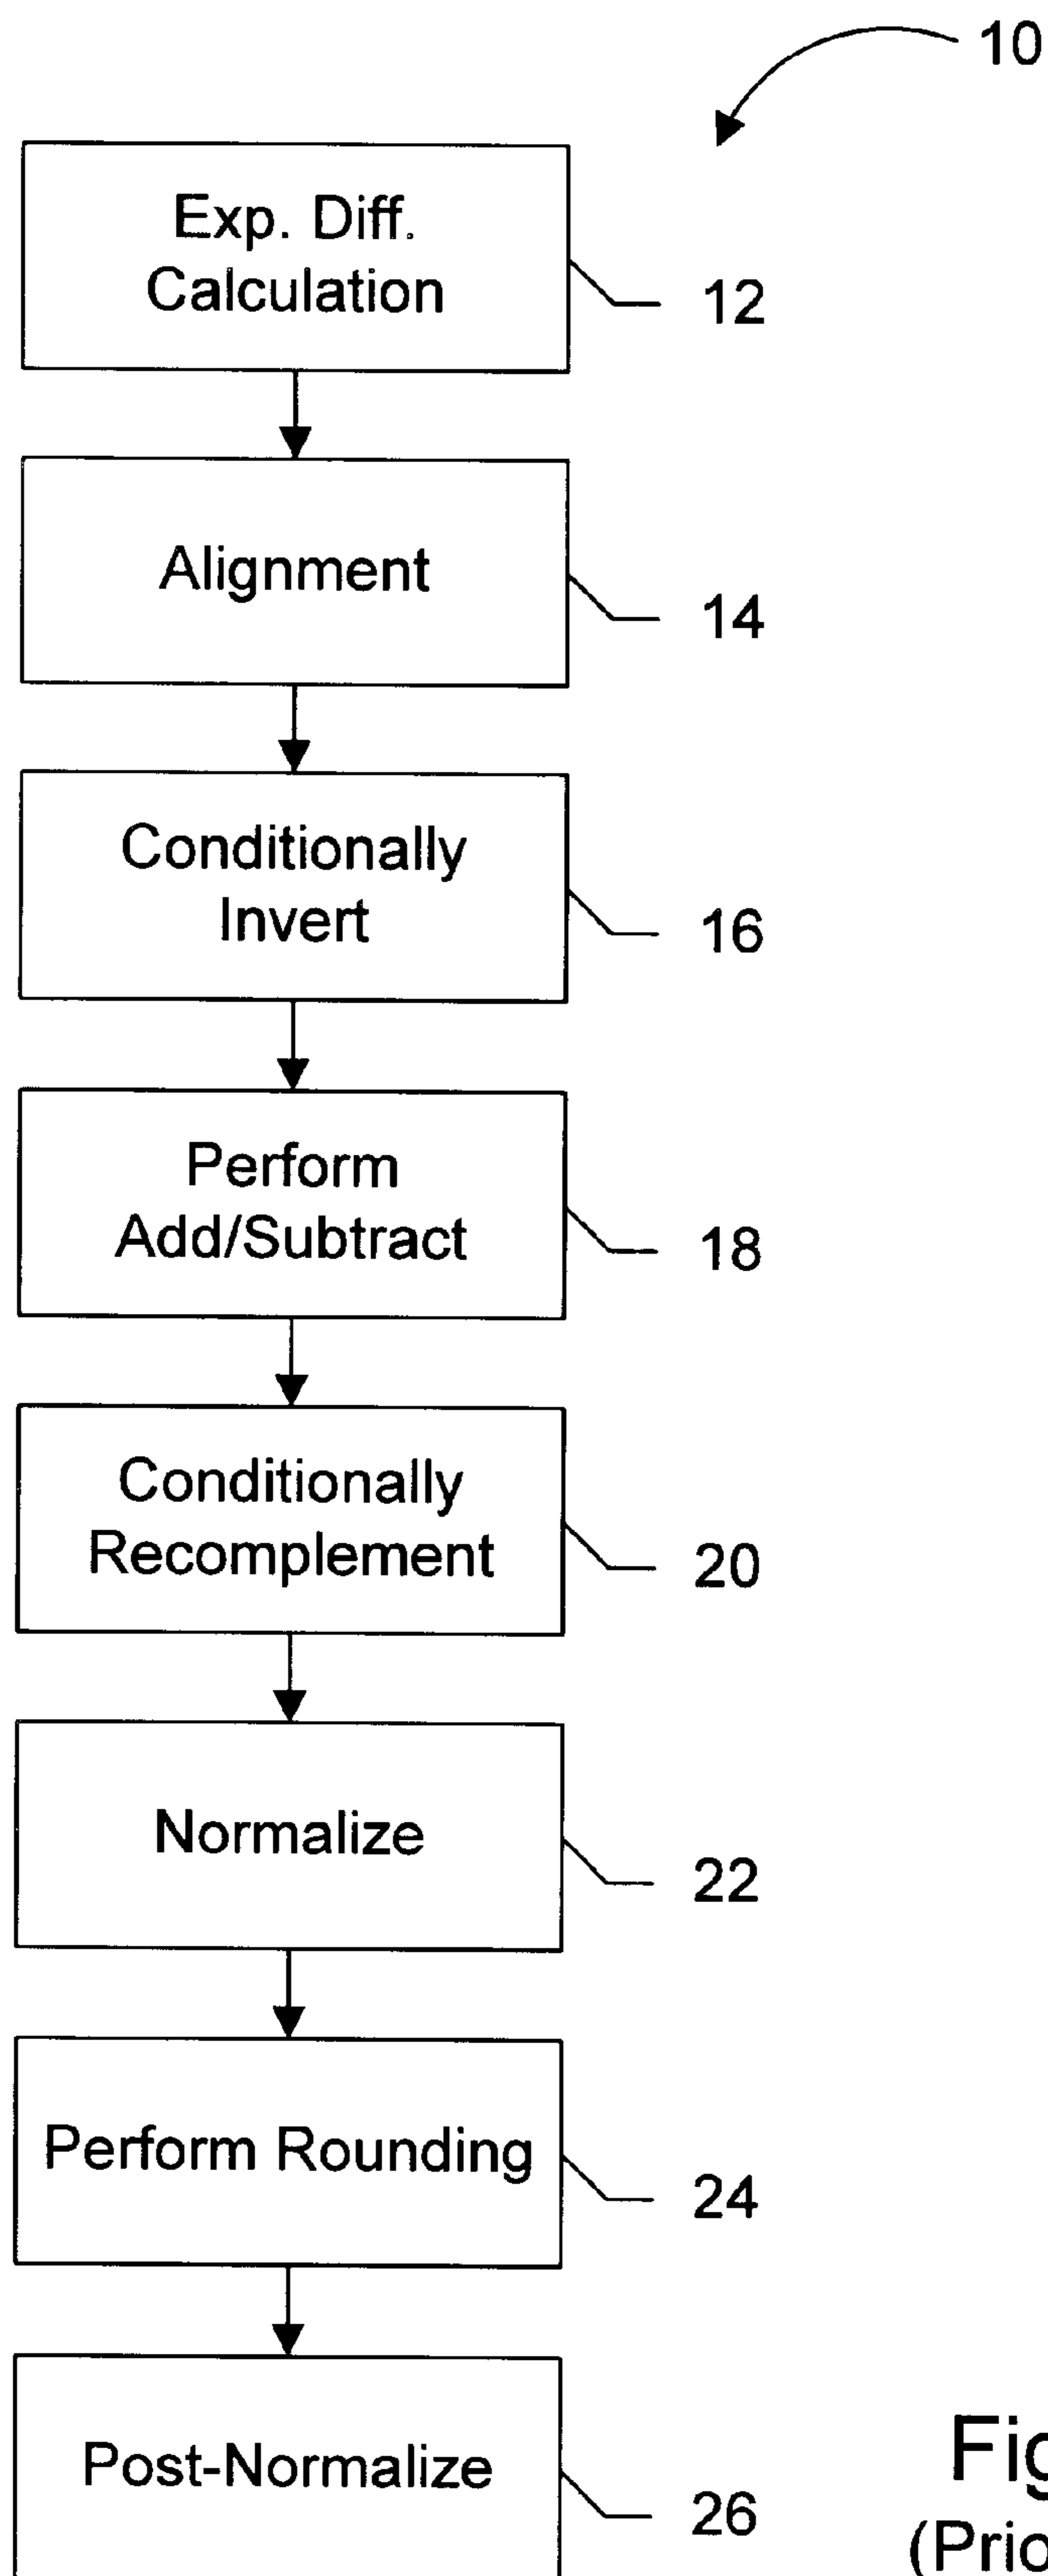 10
Exp. Diff.
Calculation
12
Alignment
14
Conditionally
Invert
16
Perform
Add/Subtract
18
Conditionally
Recomplement
20
Normalize
22
Perform Rounding
24
Post-Normalize
26